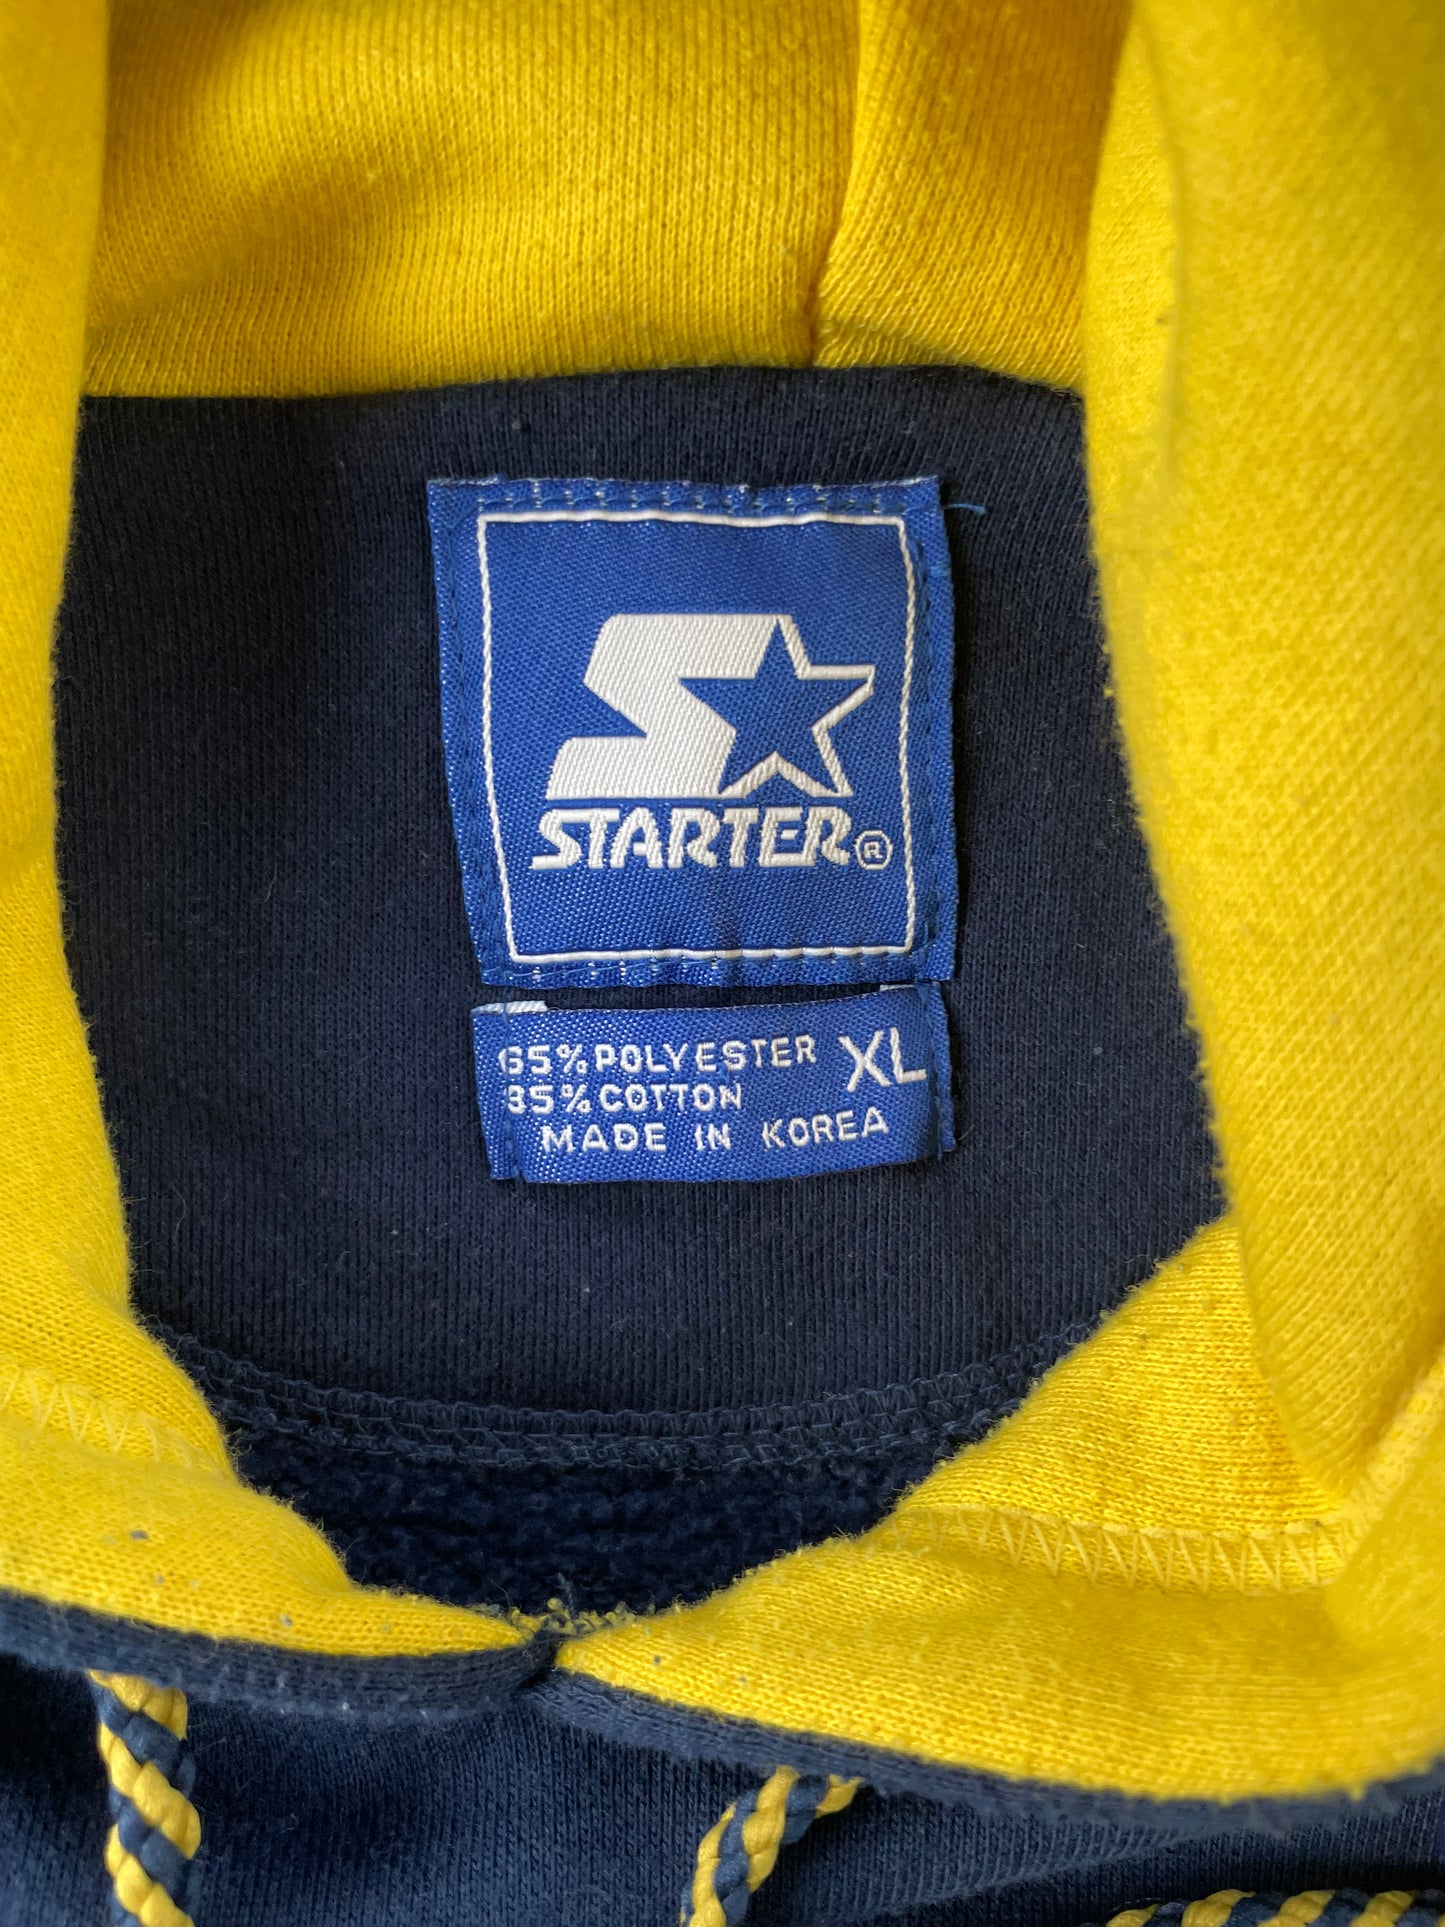 STARTER®
65% POLYESTER XL
35% COTTON
MADE IN KOREA